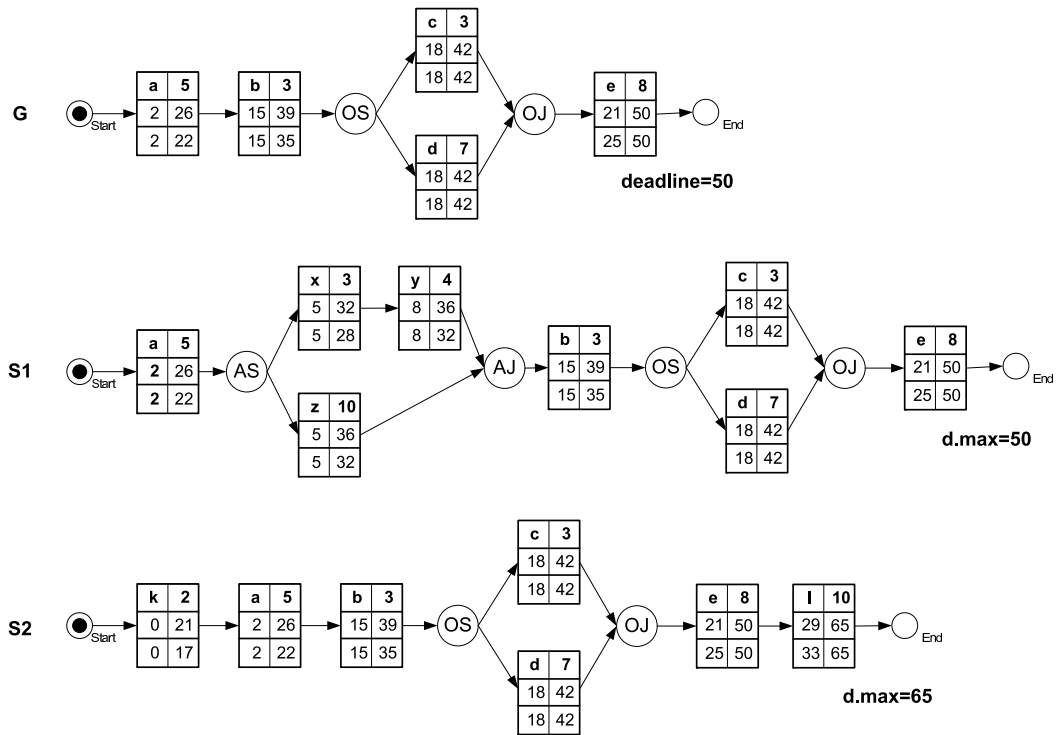 c 3
18 42
18 42
a 5
2 26
2 22
b 3
15 39
15 35
e 8
21 50
25 50
G
Start
OS
OJ
End
d 7
18 42
18 42
deadline=50
x 3
5 32
5 28
y 4
8 36
8 32
c 3
18 42
18 42
a 5
2 26
2 22
b 3
15 39
15 35
e 8
21 50
25 50
S1
Start
AS
AJ
OS
OJ
End
z 10
5 36
5 32
d 7
18 42
18 42
d.max=50
c 3
18 42
18 42
k 2
0 21
0 17
a 5
2 26
2 22
b 3
15 39
15 35
e 8
21 50
25 50
l 10
29 65
33 65
S2
Start
OS
OJ
End
d 7
18 42
18 42
d.max=65